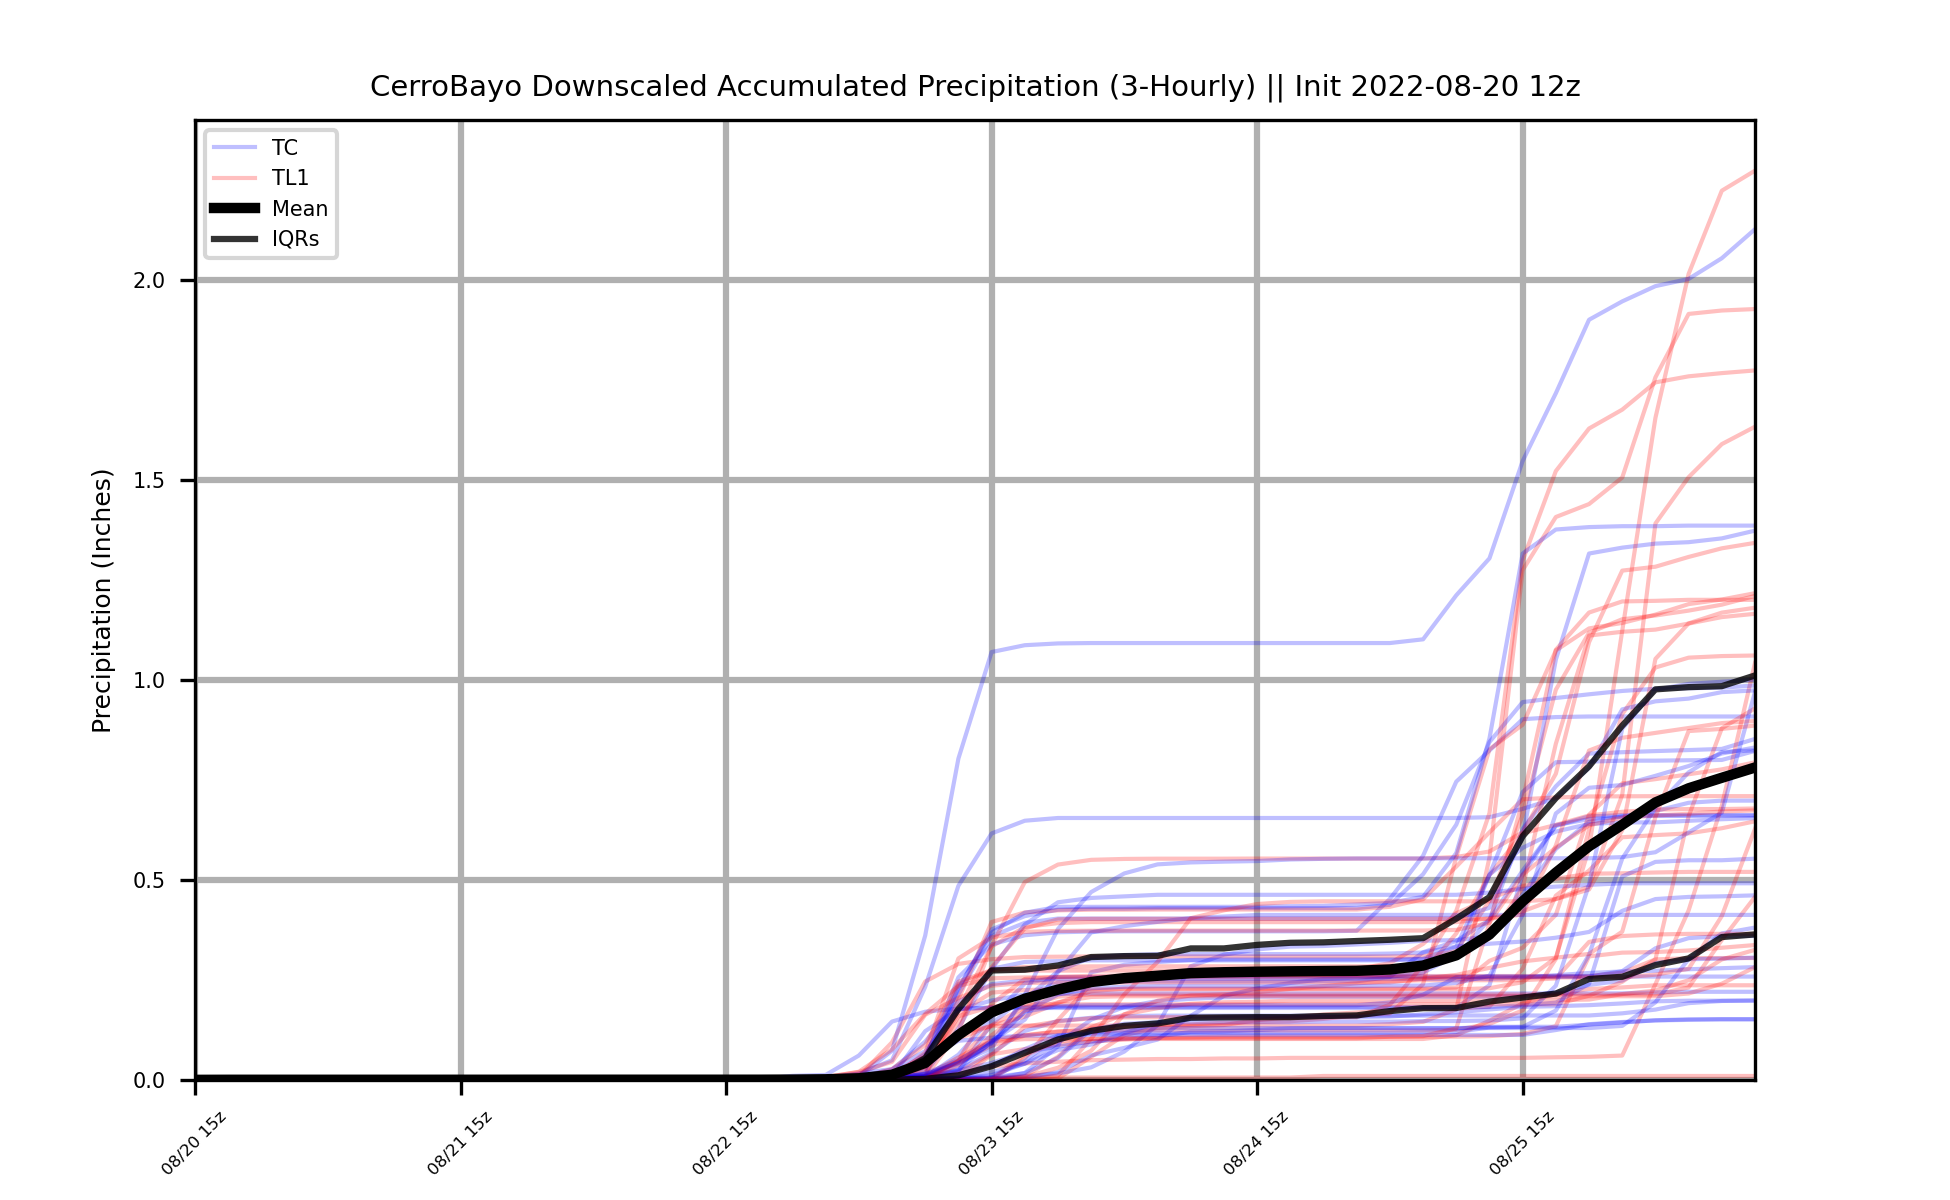 CerroBayo Downscaled Accumulated Precipitation (3-Hourly) || Init 2022-08-20 12z
TC
TL1
Mean
IQRs
Precipitation (Inches)
2.0
1.5
1.0
0.5
0.0
08/20 15z
08/21 15z
08/22 15z
08/23 15z
08/24 15z
08/25 15z